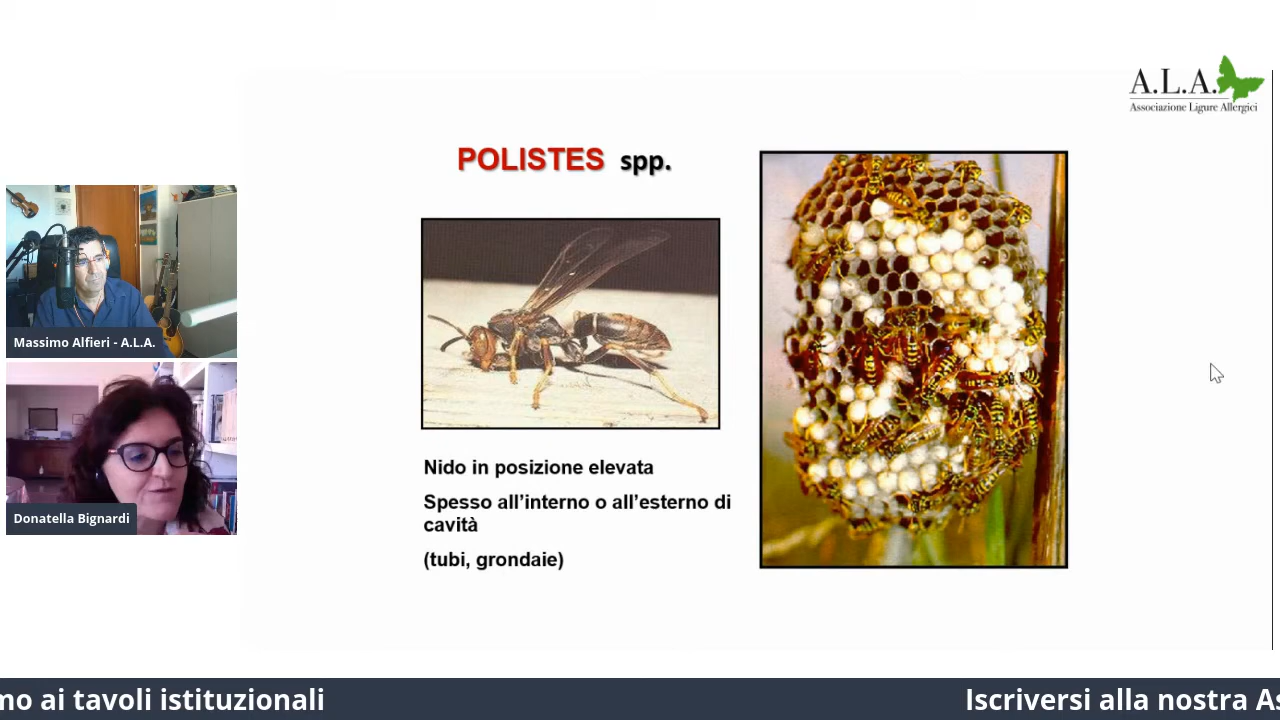 A.L.A.
Associazione Ligure Allergici
POLISTES spp.
Massimo Alfieri - A.L.A.
Donatella Bignardi
Nido in posizione elevata
Spesso all’interno o all’esterno di
cavità
(tubi, grondaie)
mo ai tavoli istituzionali
Iscriversi alla nostra As